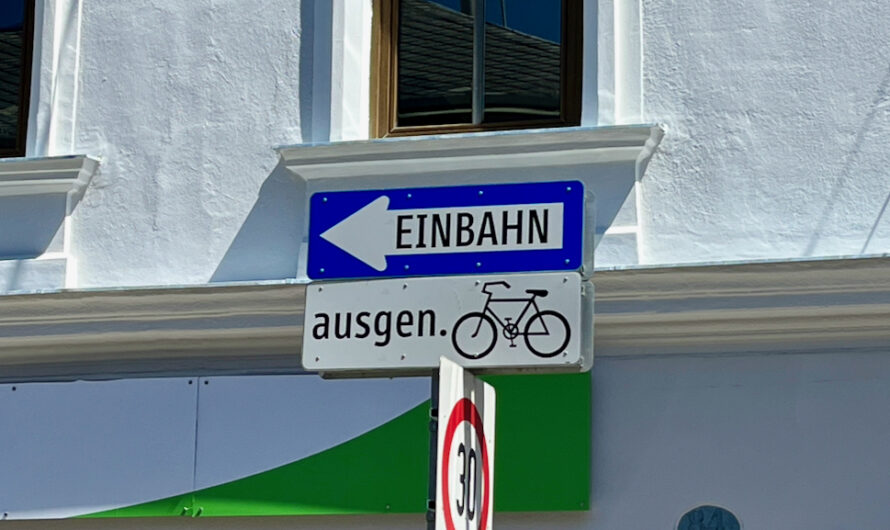 EINBAHN
ausgen.
30